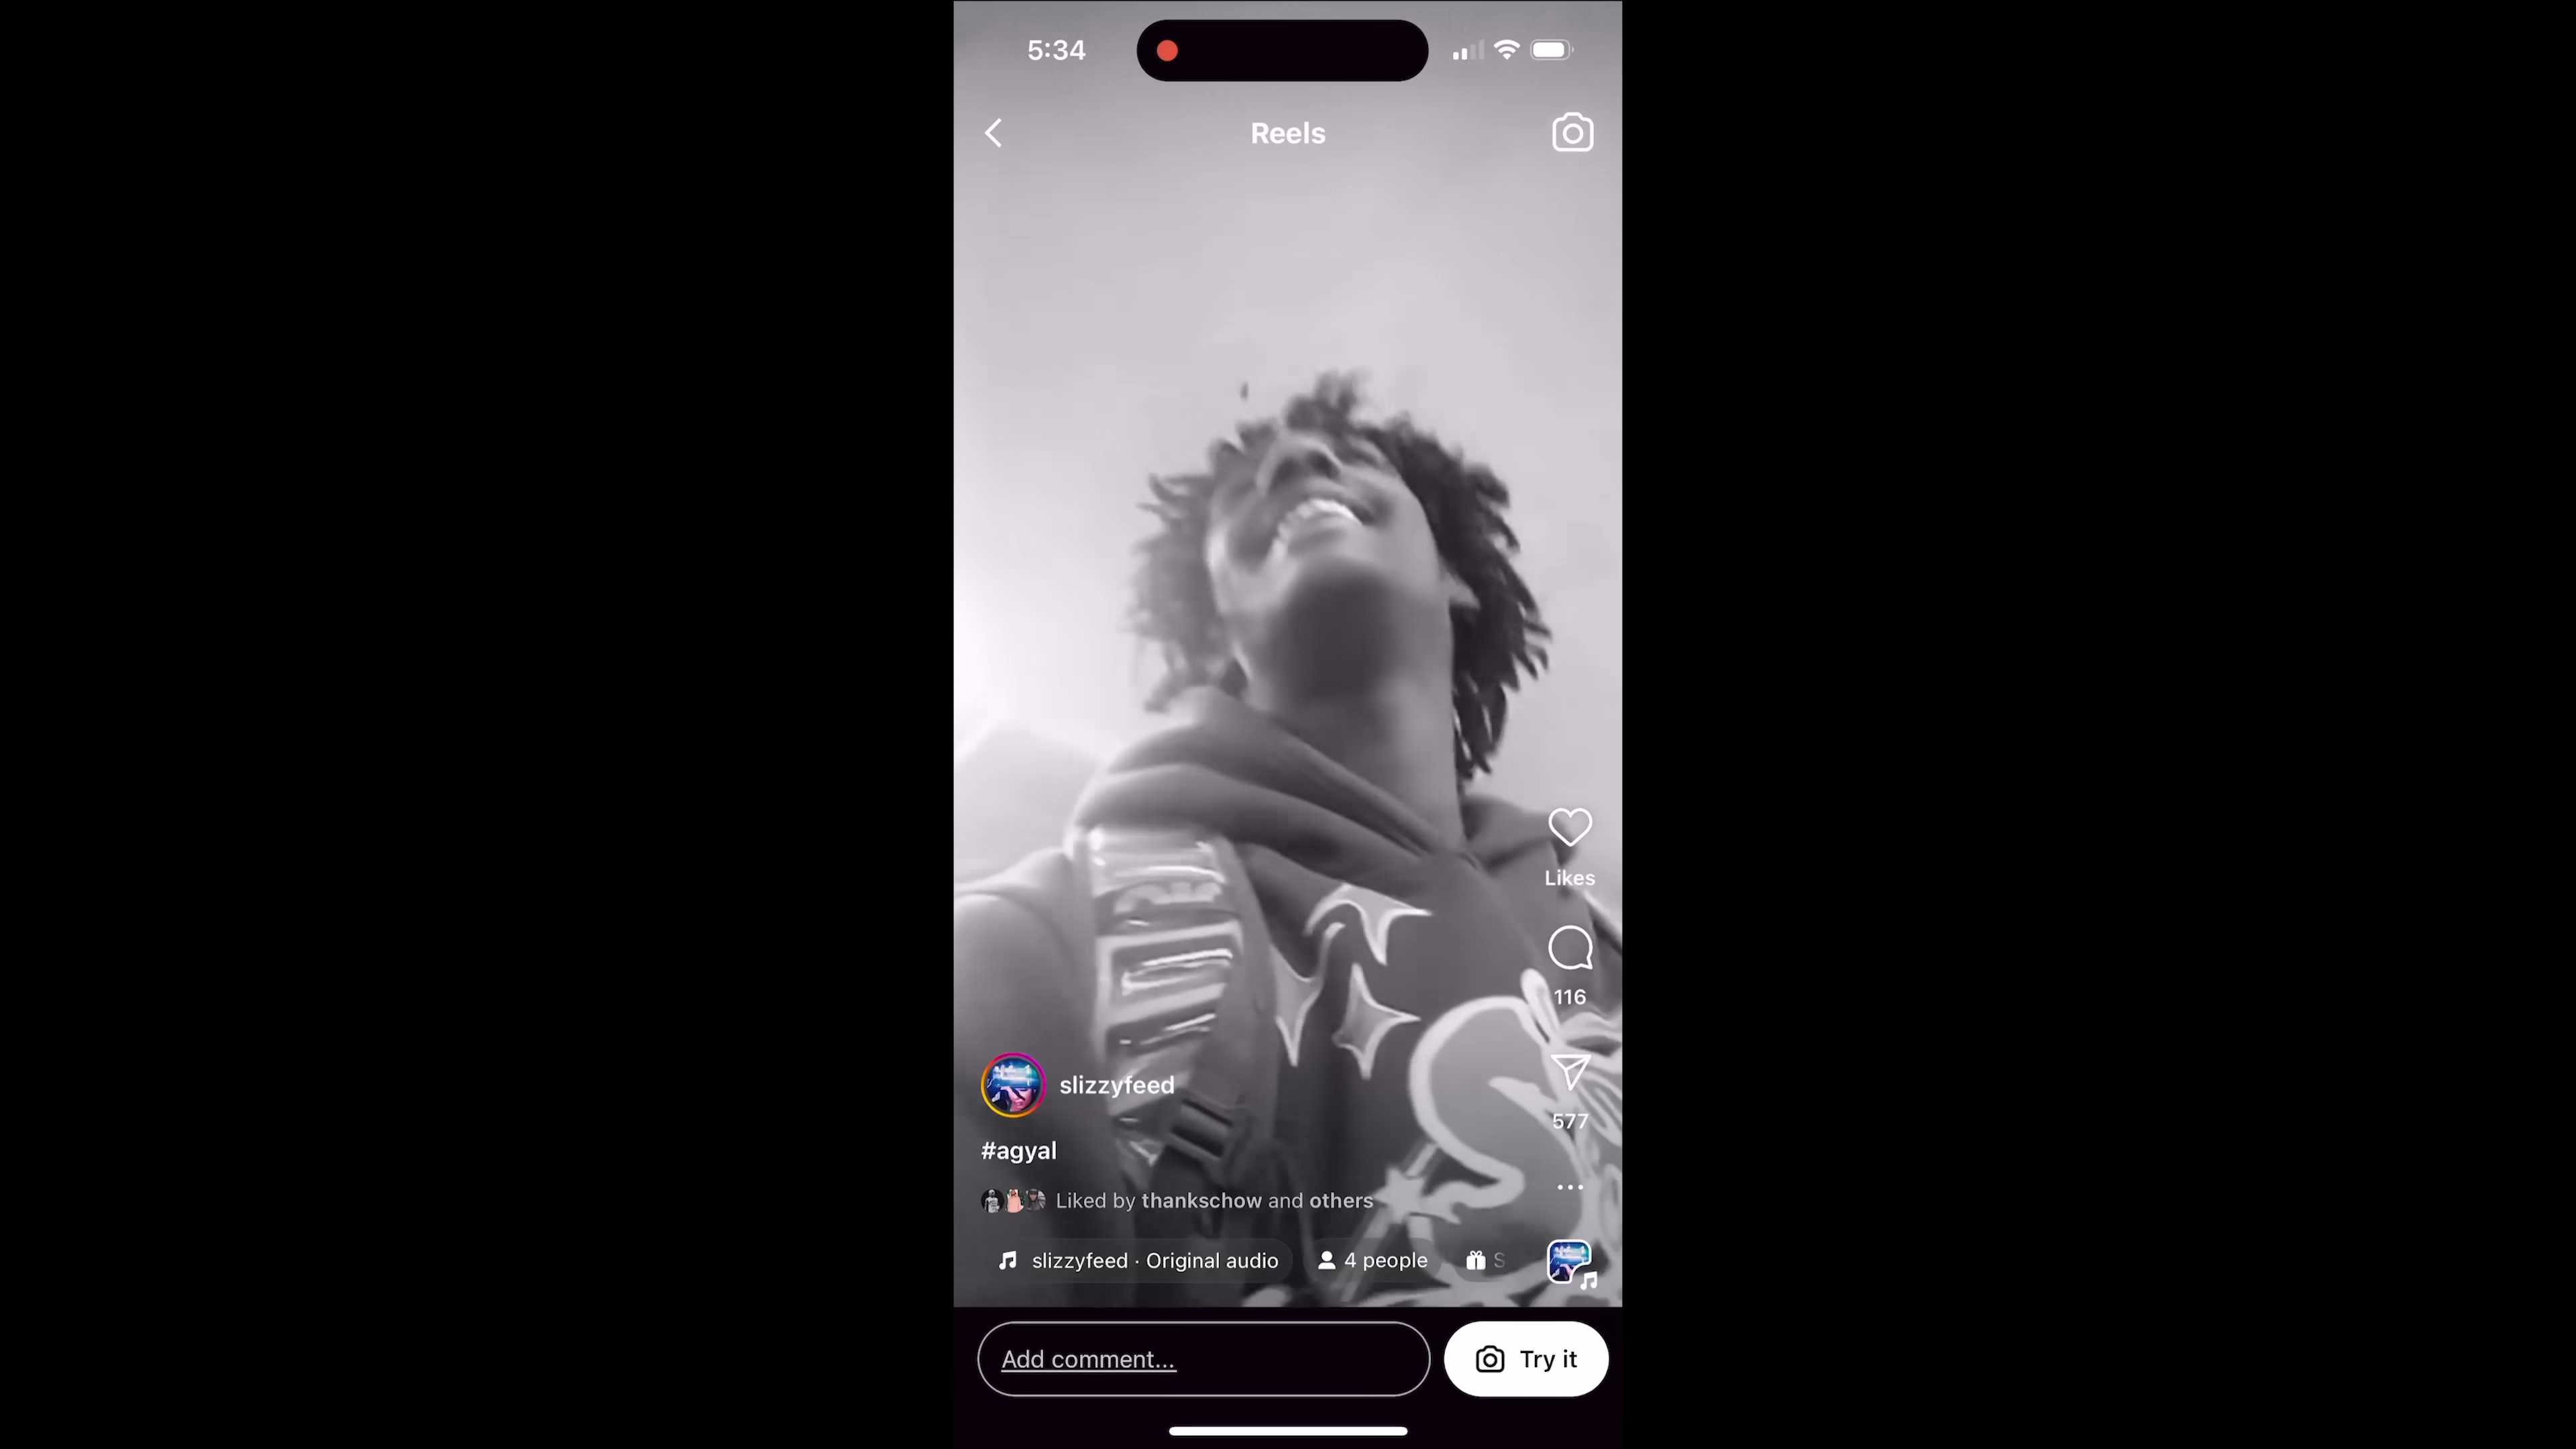 5:34
Reels
Likes
116
577
slizzyfeed
#agyal
Liked by thankschow and others
slizzyfeed · Original audio
4 people
S
Add comment...
Try it